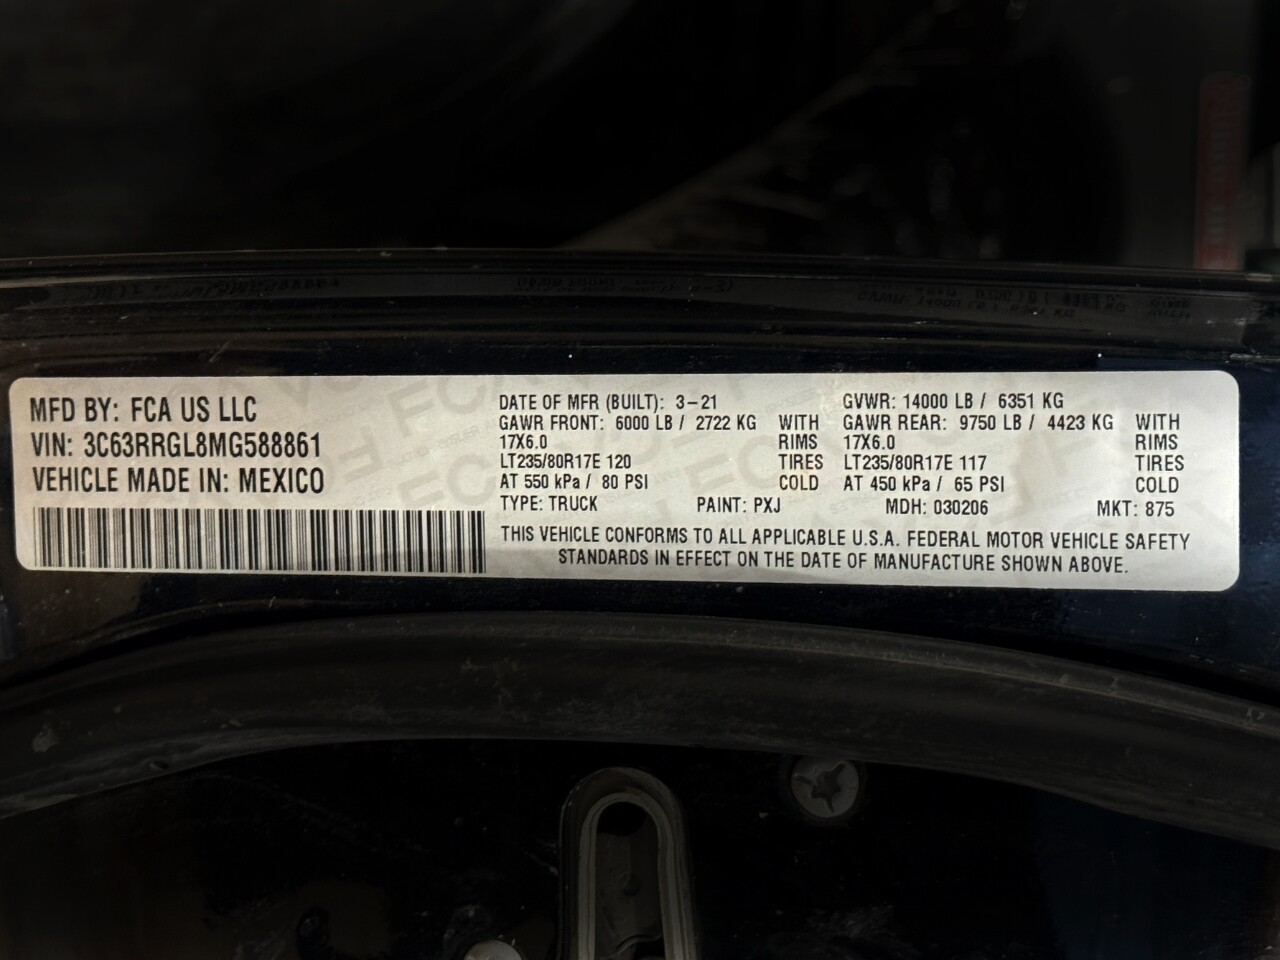 MFD BY: FCA US LLC
VIN: 3C63RRGL8MG588861
VEHICLE MADE IN: MEXICO
DATE OF MFR (BUILT): 3-21
GAWR FRONT: 6000 LB / 2722 KG WITH
17X6.0 RIMS
LT235/80R17E 120 TIRES
AT 550 kPa / 80 PSI COLD
GVWR: 14000 LB / 6351 KG
GAWR REAR: 9750 LB / 4423 KG WITH
17X6.0 RIMS
LT235/80R17E 117 TIRES
AT 450 kPa / 65 PSI COLD
TYPE: TRUCK PAINT: PXJ MDH: 030206 MKT: 875
THIS VEHICLE CONFORMS TO ALL APPLICABLE U.S.A. FEDERAL MOTOR VEHICLE SAFETY
STANDARDS IN EFFECT ON THE DATE OF MANUFACTURE SHOWN ABOVE.